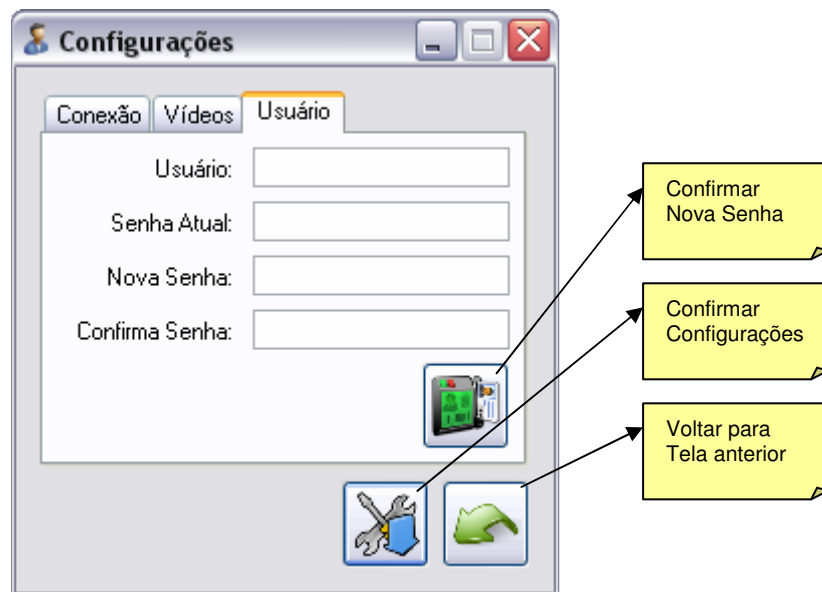 Configurações
Conexão Vídeos Usuário
Usuário:
Senha Atual:
Nova Senha:
Confirma Senha:
Confirmar
Nova Senha
Confirmar
Configurações
Voltar para
Tela anterior